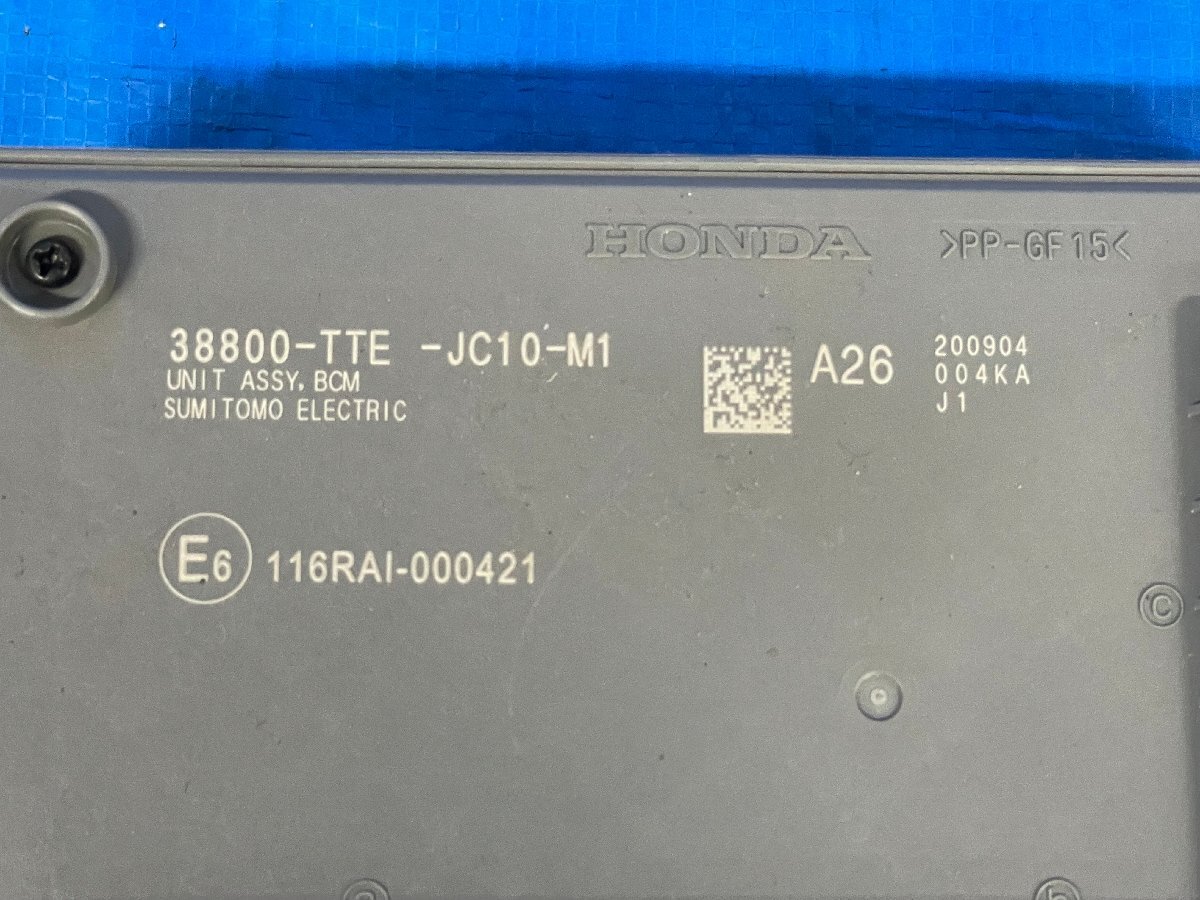 HONDA
>PP-GF15<
38800-TTE -JC10-M1
UNIT ASSY, BCM
SUMITOMO ELECTRIC
A26
200904
004KA
J1
E6 116RAI-000421
C